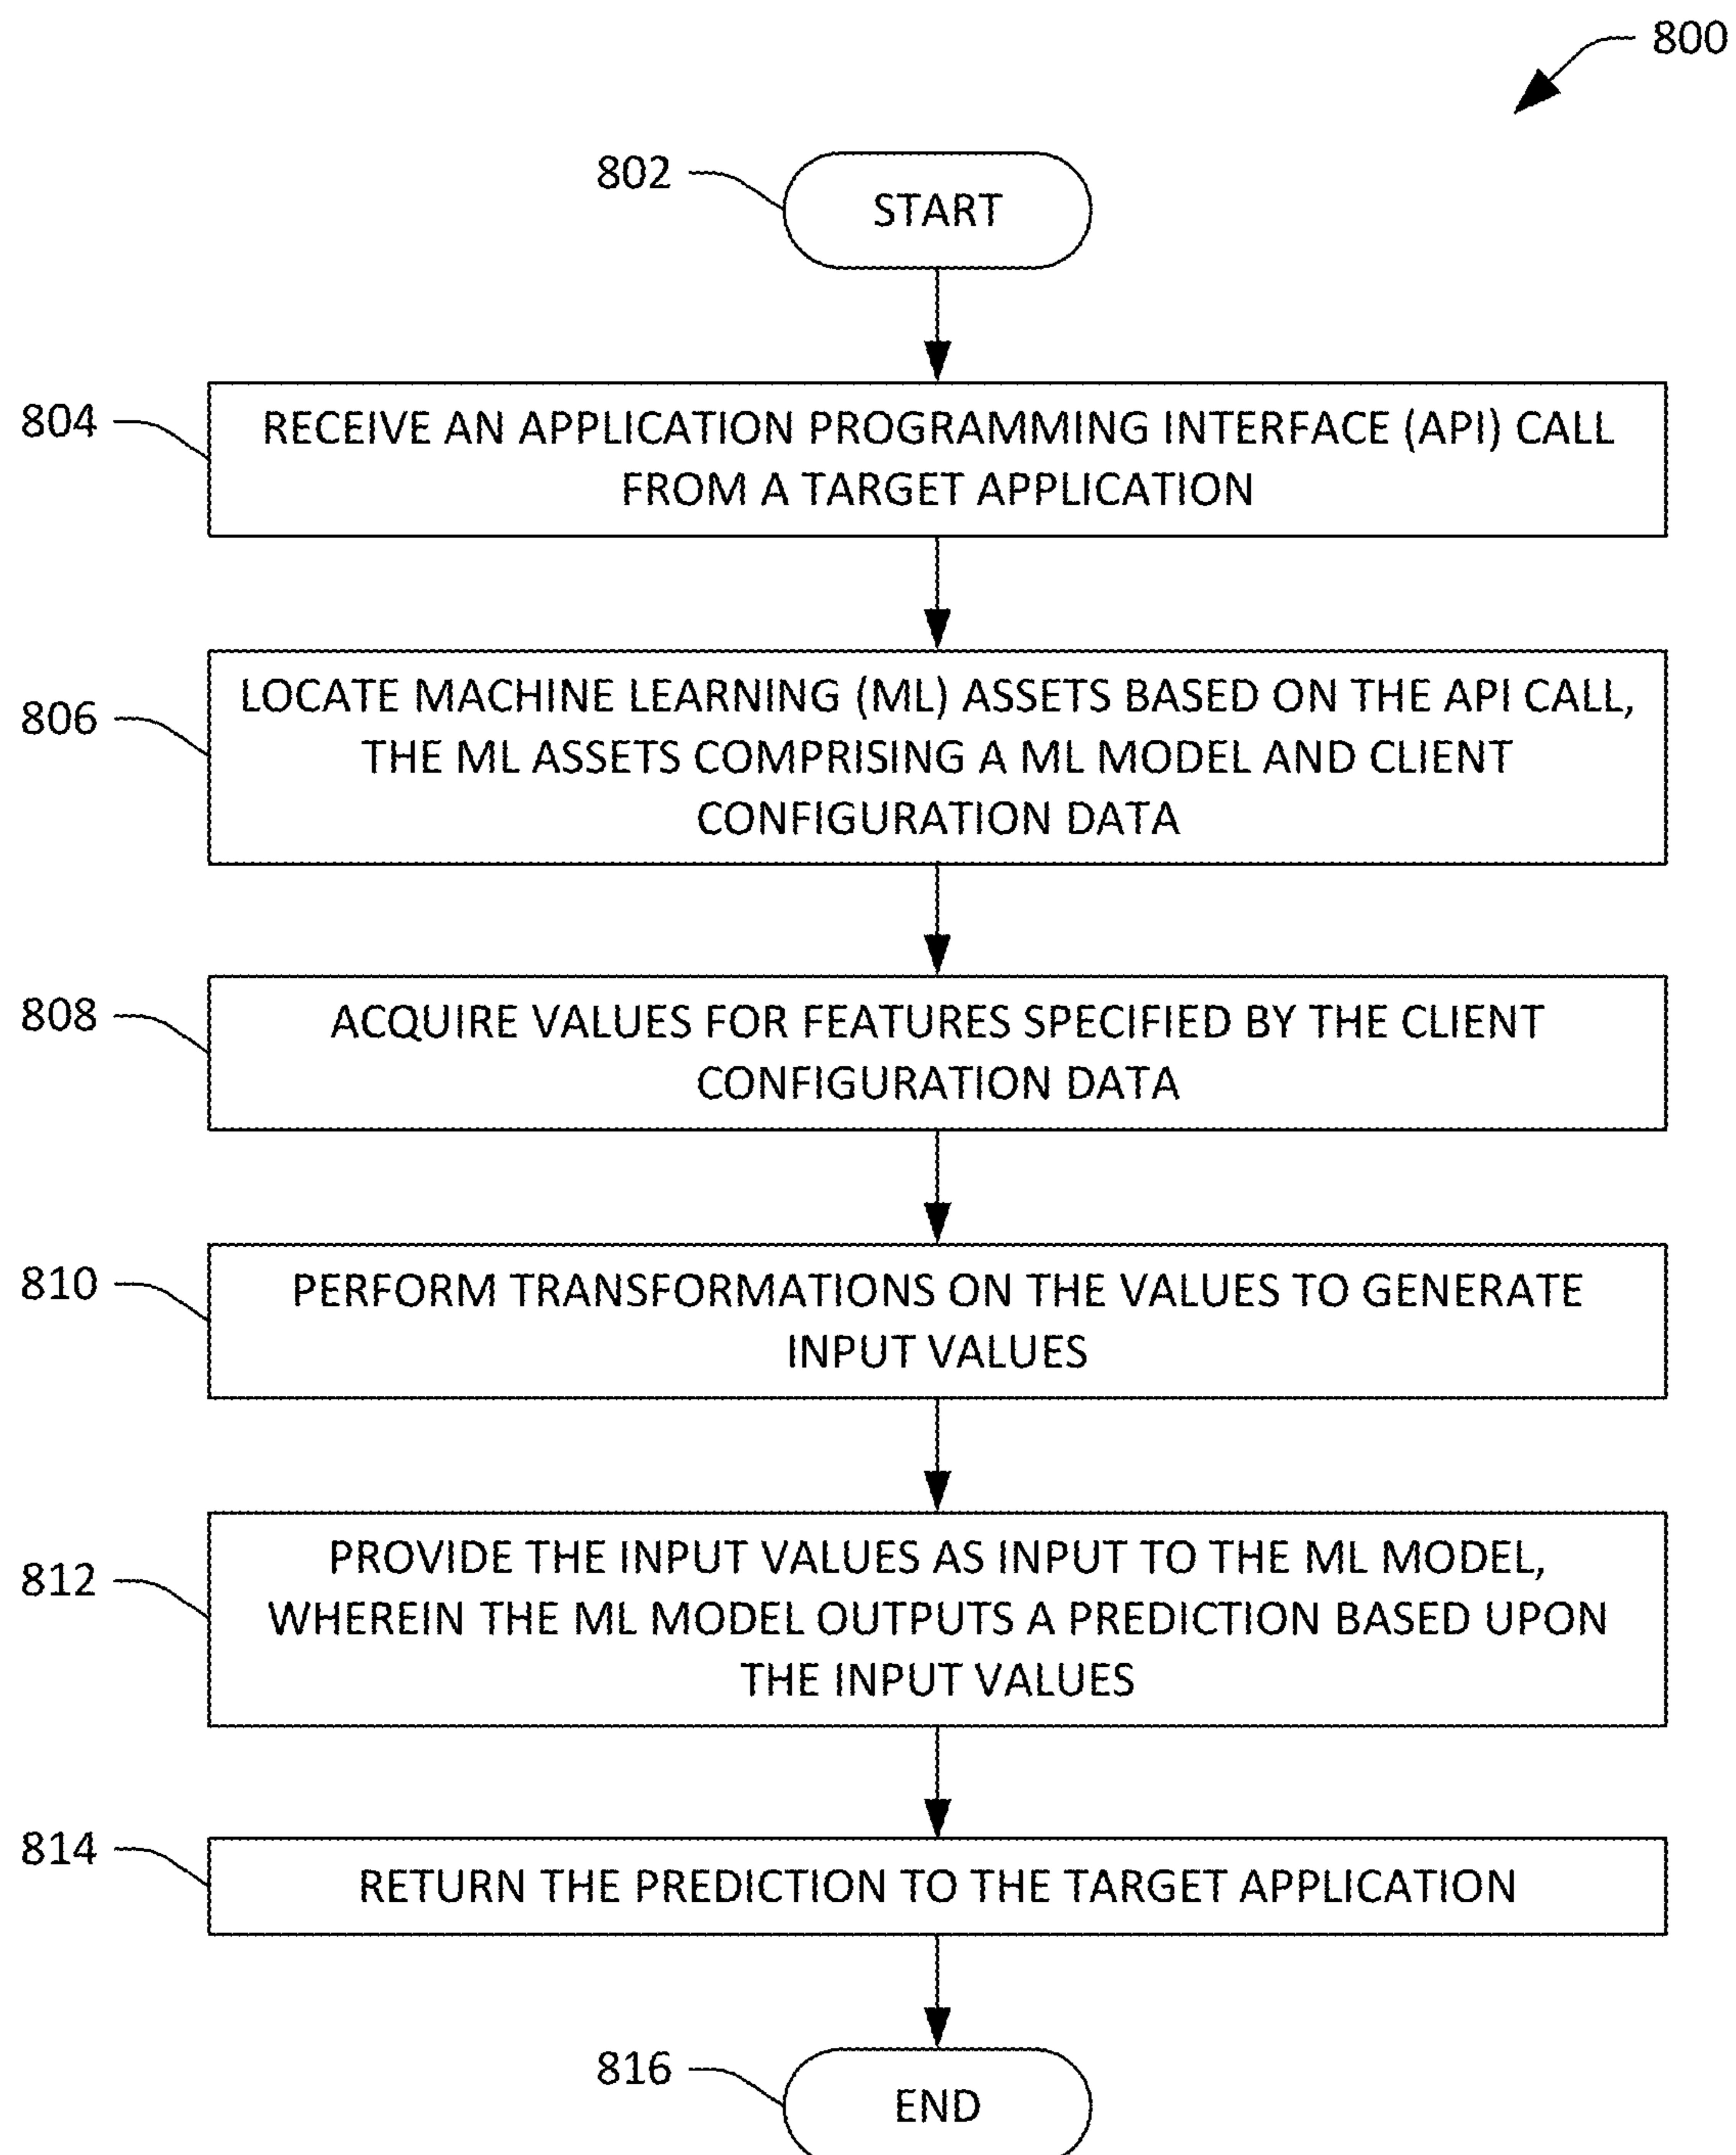 800
802
START
804
RECEIVE AN APPLICATION PROGRAMMING INTERFACE (API) CALL
FROM A TARGET APPLICATION
806
LOCATE MACHINE LEARNING (ML) ASSETS BASED ON THE API CALL,
THE ML ASSETS COMPRISING A ML MODEL AND CLIENT
CONFIGURATION DATA
808
ACQUIRE VALUES FOR FEATURES SPECIFIED BY THE CLIENT
CONFIGURATION DATA
810
PERFORM TRANSFORMATIONS ON THE VALUES TO GENERATE
INPUT VALUES
812
PROVIDE THE INPUT VALUES AS INPUT TO THE ML MODEL,
WHEREIN THE ML MODEL OUTPUTS A PREDICTION BASED UPON
THE INPUT VALUES
814
RETURN THE PREDICTION TO THE TARGET APPLICATION
816
END